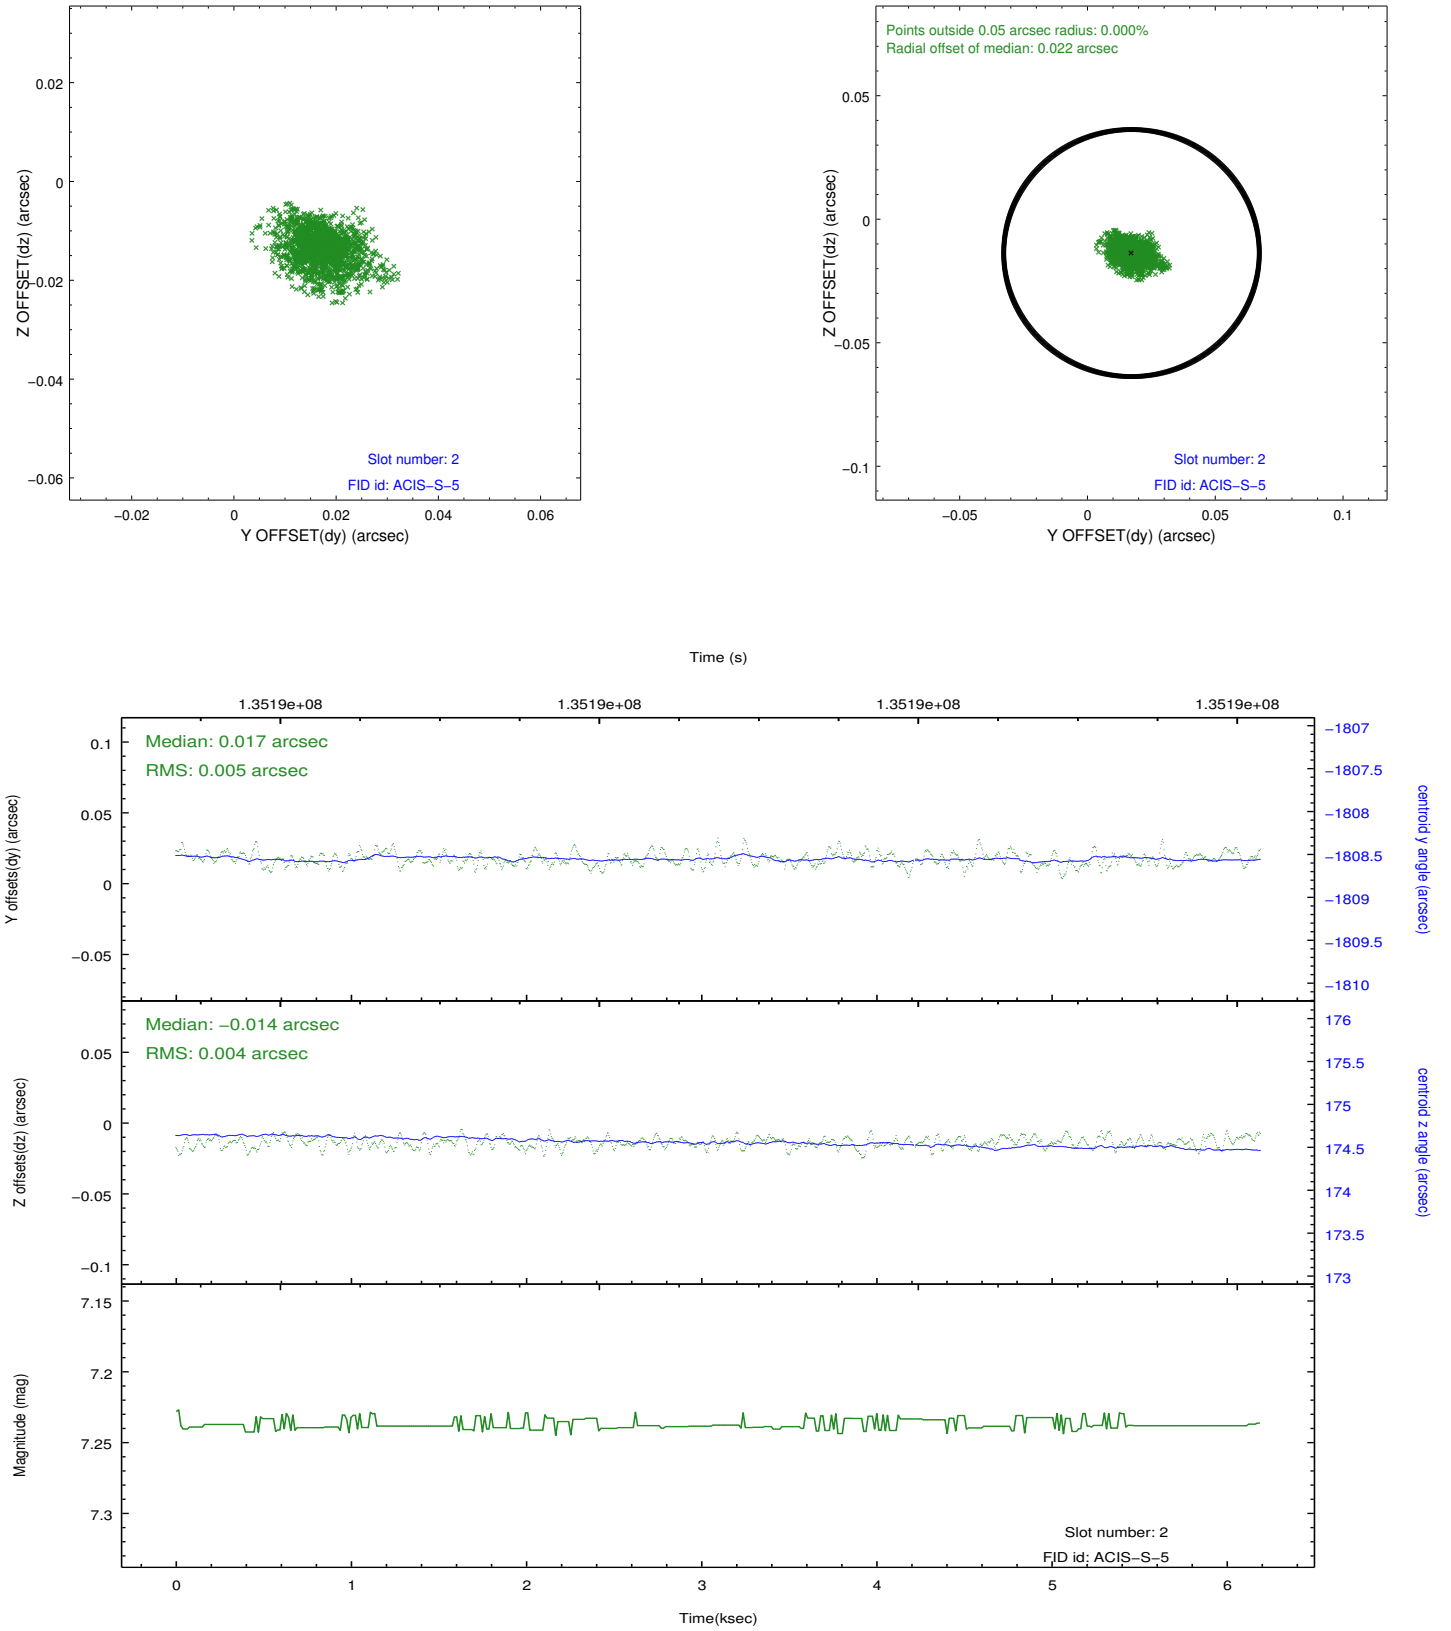 0.02
0
−0.02
−0.04
−0.06
Z OFFSET(dz) (arcsec)
Slot number: 2
FID id: ACIS−S−5
−0.02
0
0.02
0.04
0.06
Y OFFSET(dy) (arcsec)
Points outside 0.05 arcsec radius: 0.000%
Radial offset of median: 0.022 arcsec
0.05
0
−0.05
−0.1
Z OFFSET(dz) (arcsec)
Slot number: 2
FID id: ACIS−S−5
−0.05
0
0.05
0.1
Y OFFSET(dy) (arcsec)
Time (s)
1.3519e+08
1.3519e+08
1.3519e+08
1.3519e+08
Median: 0.017 arcsec
RMS: 0.005 arcsec
0.1
0.05
0
−0.05
Y offsets(dy) (arcsec)
−1807
−1807.5
−1808
−1808.5
−1809
−1809.5
−1810
centroid y angle (arcsec)
Median: −0.014 arcsec
RMS: 0.004 arcsec
0.05
0
−0.05
−0.1
Z offsets(dz) (arcsec)
176
175.5
175
174.5
174
173.5
173
centroid z angle (arcsec)
7.15
7.2
7.25
7.3
Magnitude (mag)
Slot number: 2
FID id: ACIS−S−5
0
1
2
3
4
5
6
Time(ksec)